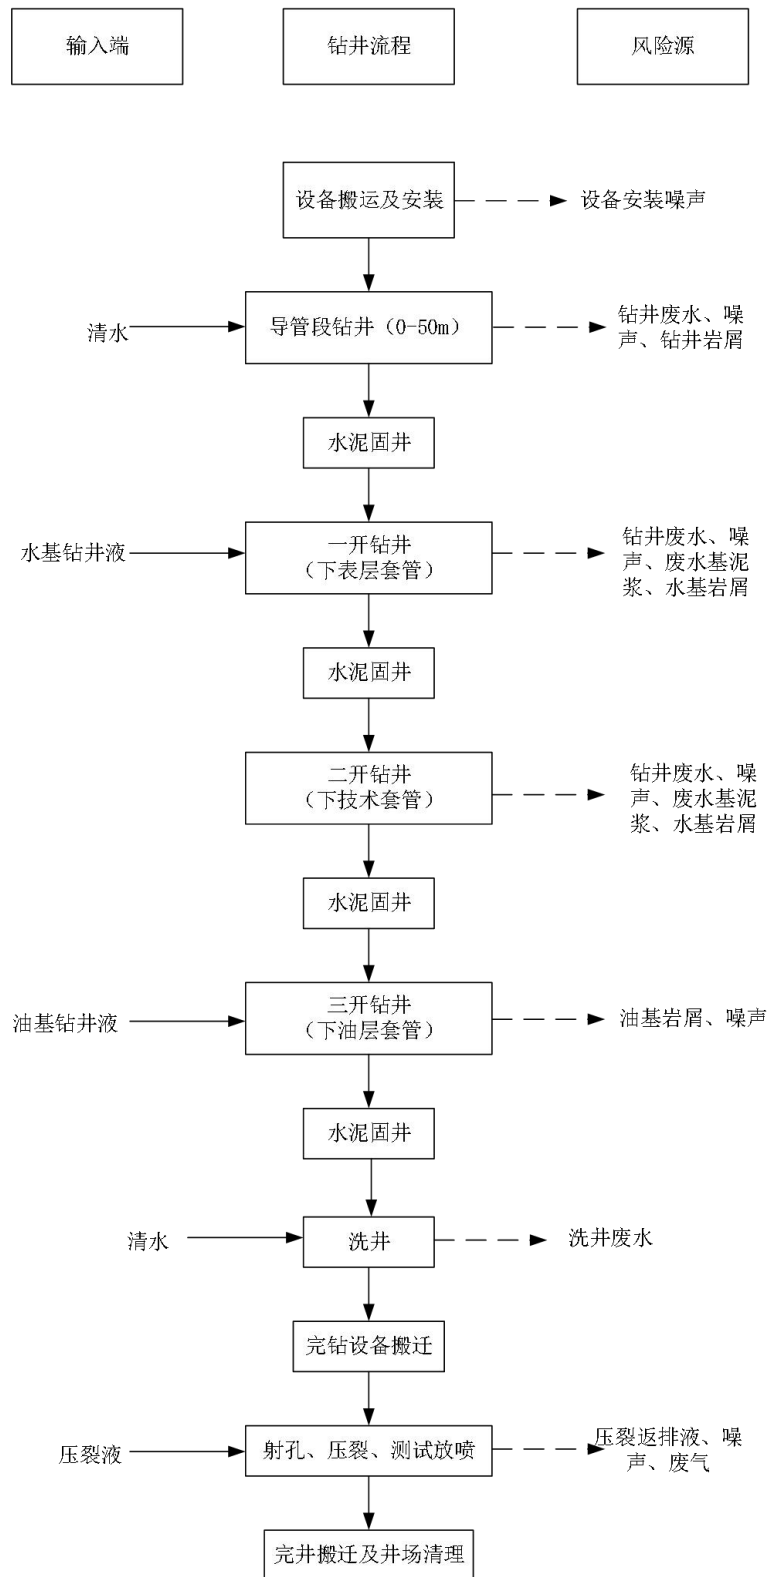 输入端
钻井流程
风险源
设备搬运及安装
设备安装噪声
清水
导管段钻井（0-50m）
钻井废水、噪
声、钻井岩屑
水泥固井
水基钻井液
一开钻井
（下表层套管）
钻井废水、噪
声、废水基泥
浆、水基岩屑
水泥固井
二开钻井
（下技术套管）
钻井废水、噪
声、废水基泥
浆、水基岩屑
水泥固井
油基钻井液
三开钻井
（下油层套管）
油基岩屑、噪声
水泥固井
清水
洗井
洗井废水
完钻设备搬迁
压裂液
射孔、压裂、测试放喷
压裂返排液、噪
声、废气
完井搬迁及井场清理